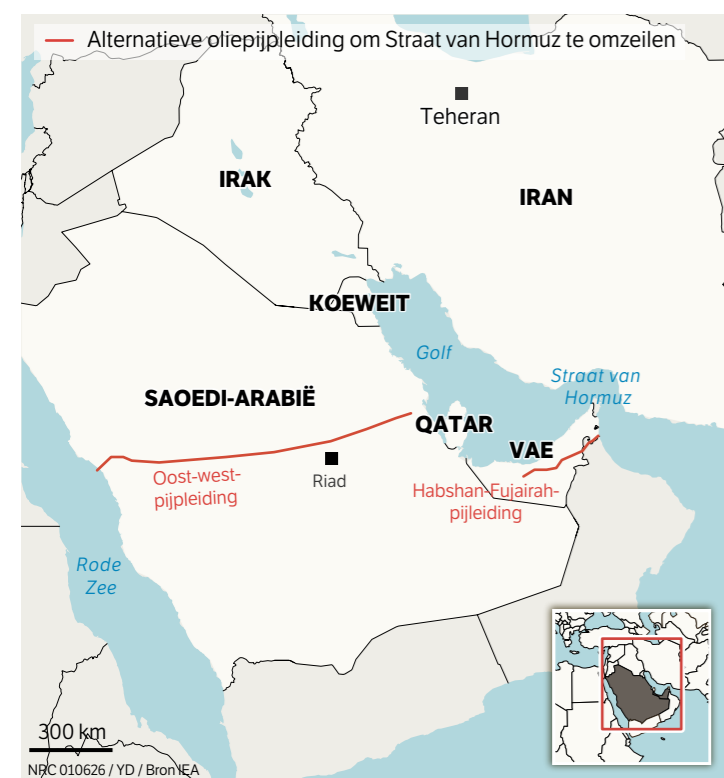 Alternatieve oliepijpleiding om Straat van Hormuz te omzeilen
Teheran
IRAK
IRAN
KOEWEIT
Golf
Straat van
Hormuz
SAOEDI-ARABIË
QATAR
VAE
Oost-west-
pijpleiding
Riad
Habshan-Fujairah-
pijleiding
Rode
Zee
300 km
NRC 010626 / YD / Bron IEA